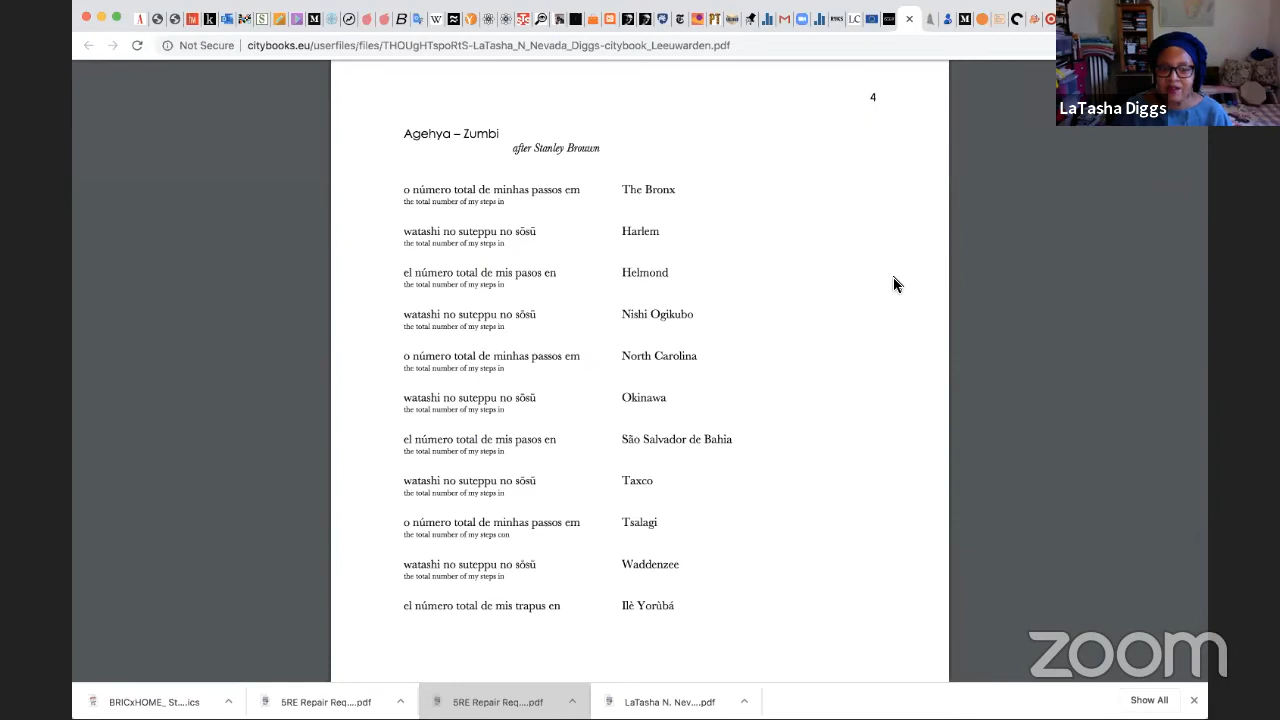 Not Secure
citybooks.eu/userfiles/files/THOUgHTspoRtS-LaTasha_N_Nevada_Diggs-citybook_Leeuwarden.pdf
LaTasha Diggs
4
Agehya – Zumbi
after Stanley Brouwn
o número total de minhas passos em The Bronx
the total number of my steps in
watashi no suteppu no sōsū Harlem
the total number of my steps in
el número total de mis pasos en Helmond
the total number of my steps in
watashi no suteppu no sōsū Nishi Ogikubo
the total number of my steps in
o número total de minhas passos em North Carolina
the total number of my steps in
watashi no suteppu no sōsū Okinawa
the total number of my steps in
el número total de mis pasos en São Salvador de Bahia
the total number of my steps in
watashi no suteppu no sōsū Taxco
the total number of my steps in
o número total de minhas passos em Tsalagi
the total number of my steps con
watashi no suteppu no sōsū Waddenzee
the total number of my steps in
el número total de mis trapus en Ilè Yorùbá
zoom
BRICxHOME_ St....ics 5RE Repair Req....pdf 5RE Repair Req....pdf LaTasha N. Nev....pdf Show All